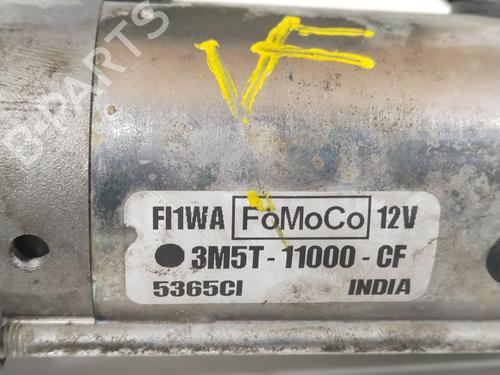 VF
B-PARTS
FI1WA FoMoCo 12V
3M5T-11000-CF
5365CI INDIA